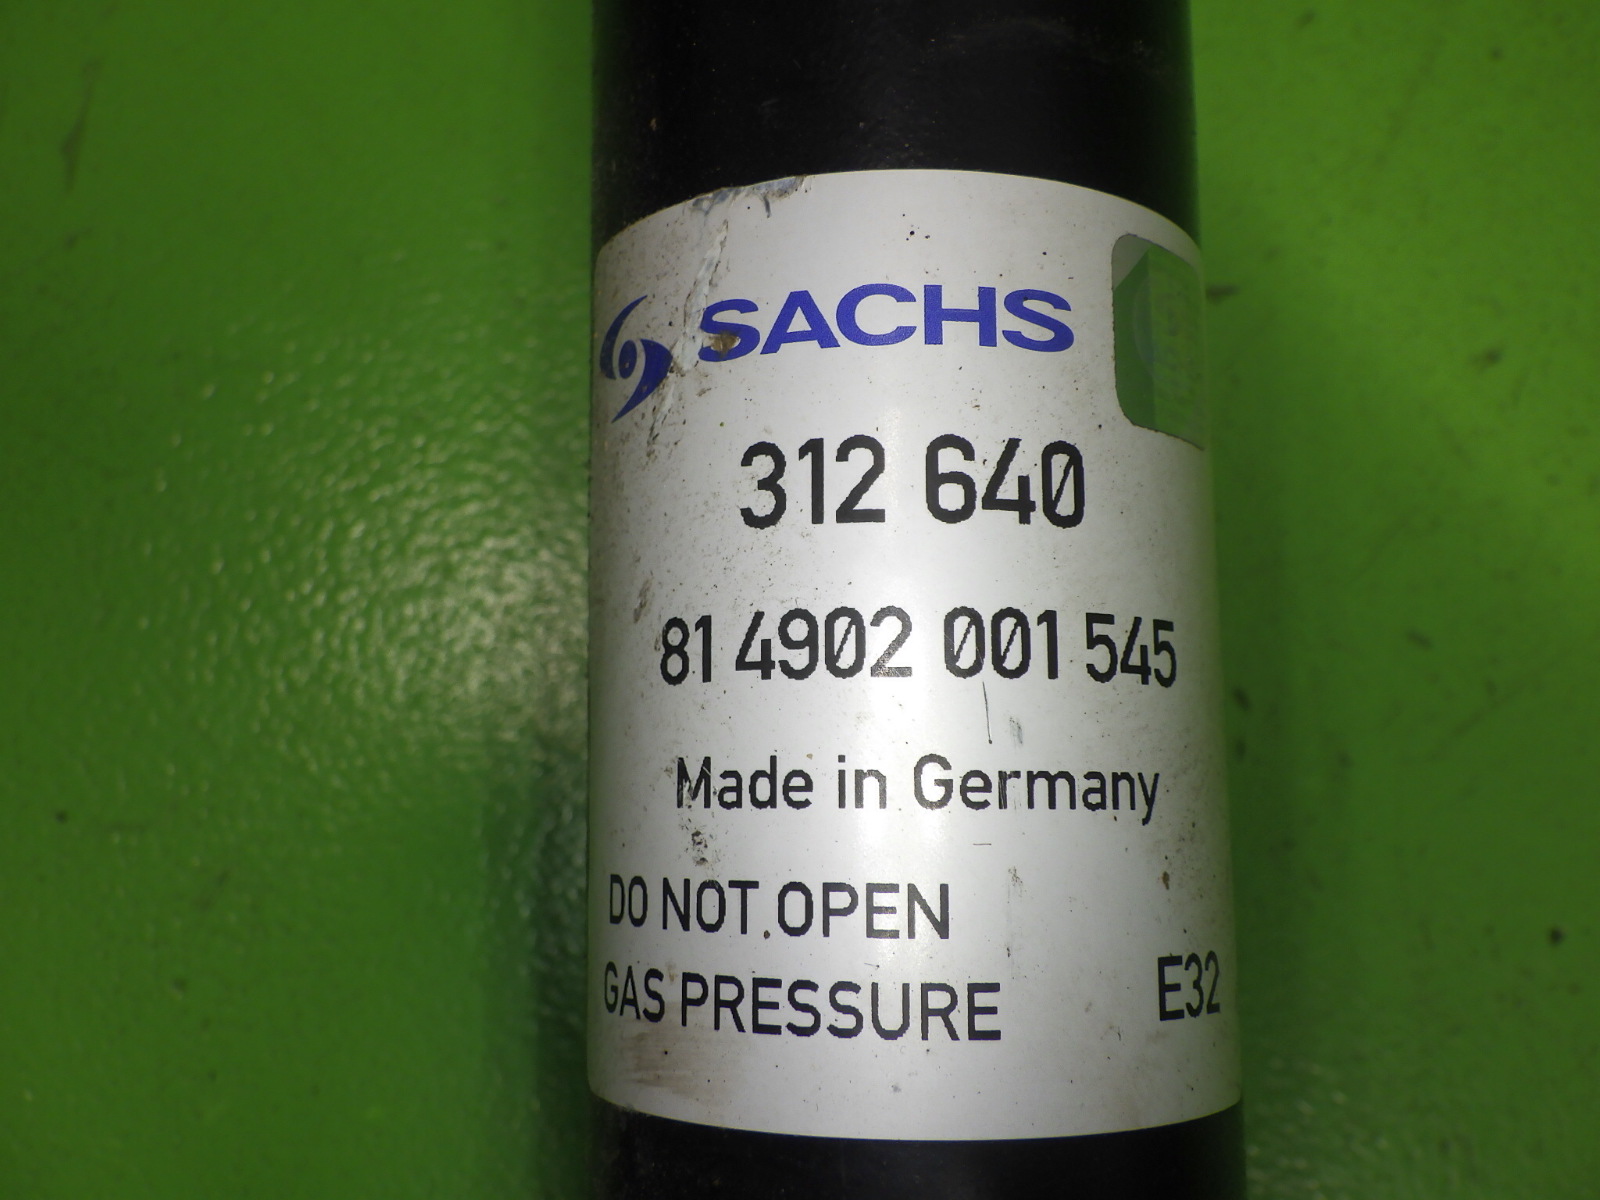 SACHS
312 640
81 4902 001 545
Made in Germany
DO NOT OPEN
GAS PRESSURE
E32